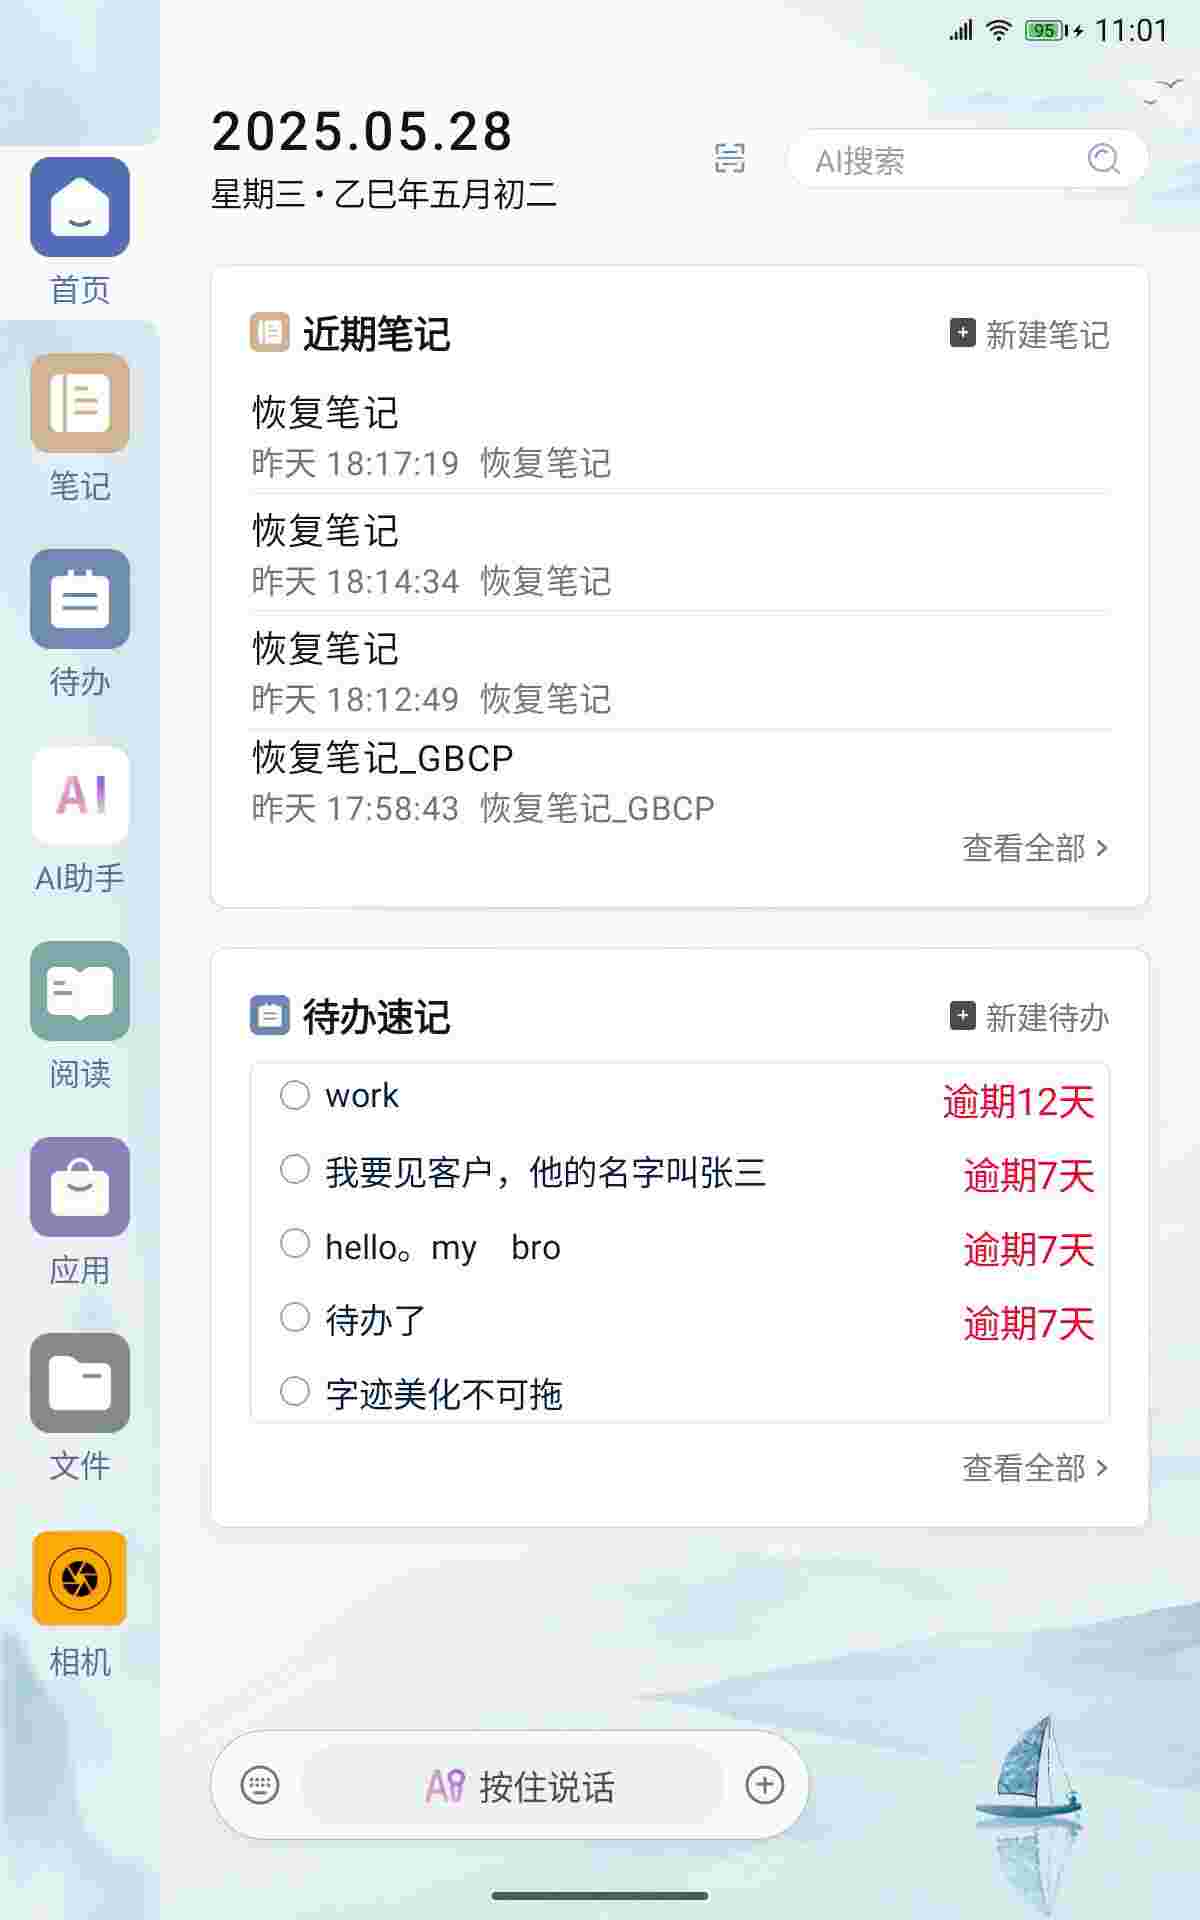 95 11:01
2025.05.28
星期三·乙巳年五月初二
AI搜索
首页
笔记
待办
AI
AI助手
阅读
应用
文件
相机
近期笔记
新建笔记
恢复笔记
昨天 18:17:19 恢复笔记
恢复笔记
昨天 18:14:34 恢复笔记
恢复笔记
昨天 18:12:49 恢复笔记
恢复笔记_GBCP
昨天 17:58:43 恢复笔记_GBCP
查看全部 >
待办速记
新建待办
work 逾期12天
我要见客户，他的名字叫张三 逾期7天
hello。my bro 逾期7天
待办了 逾期7天
字迹美化不可拖
查看全部 >
AI 按住说话